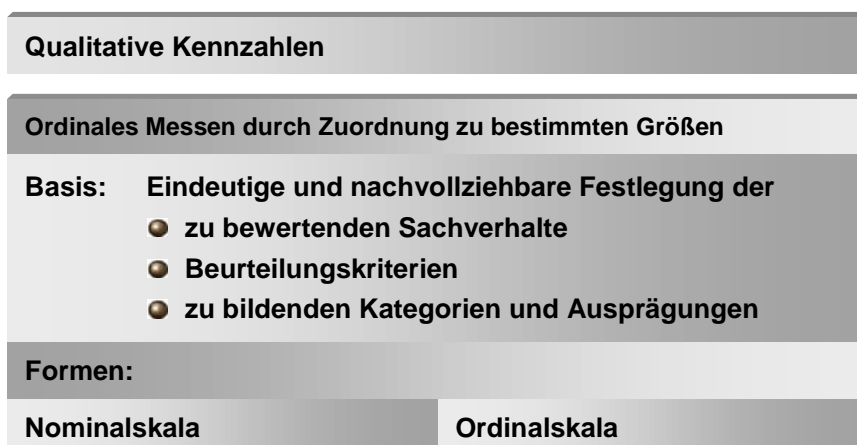 Qualitative Kennzahlen
Ordinales Messen durch Zuordnung zu bestimmten Größen
Basis: Eindeutige und nachvollziehbare Festlegung der
zu bewertenden Sachverhalte
Beurteilungskriterien
zu bildenden Kategorien und Ausprägungen
Formen:
Nominalskala Ordinalskala